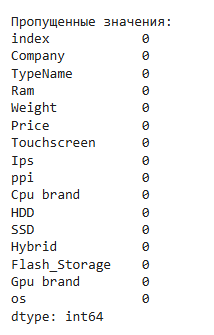 Пропущенные значения:
index 0
Company 0
TypeName 0
Ram 0
Weight 0
Price 0
Touchscreen 0
Ips 0
ppi 0
Cpu brand 0
HDD 0
SSD 0
Hybrid 0
Flash_Storage 0
Gpu brand 0
os 0
dtype: int64